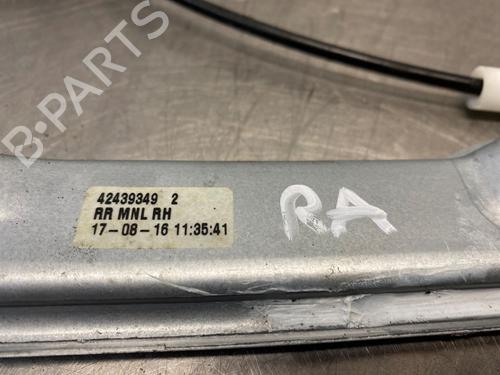 B-PARTS
42439349 2
RR MNL RH
17-08-16 11:35:41
RA